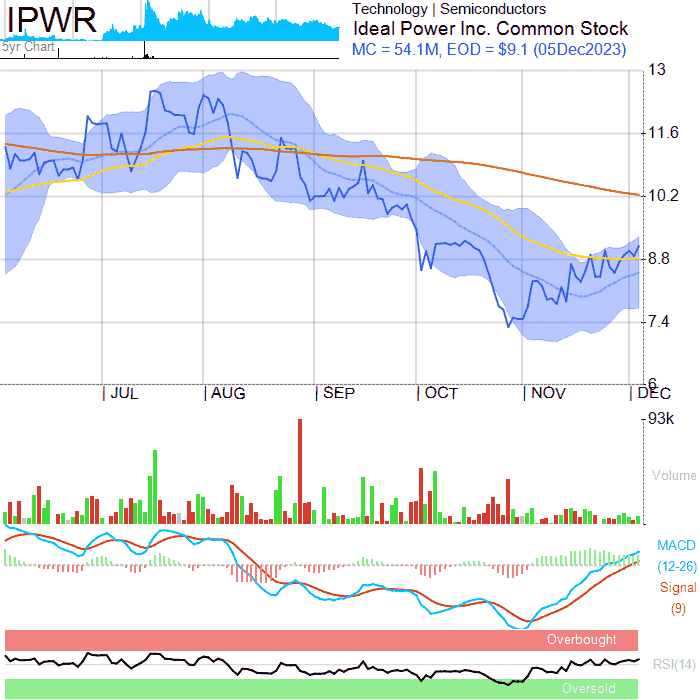 IPWR
5yr Chart
Technology | Semiconductors
Ideal Power Inc. Common Stock
MC = 54.1M, EOD = $9.1 (05Dec2023)
13
11.6
10.2
8.8
7.4
6
JUL AUG SEP OCT NOV DEC
93k
Volume
MACD
(12-26)
Signal
(9)
Overbought
RSI(14)
Oversold